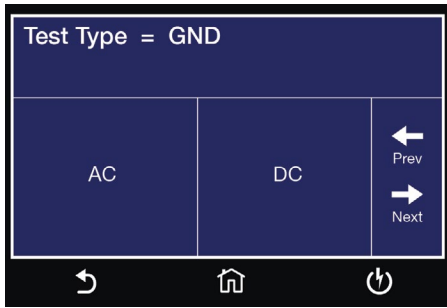 Test Type = GND
AC
DC
Prev
Next